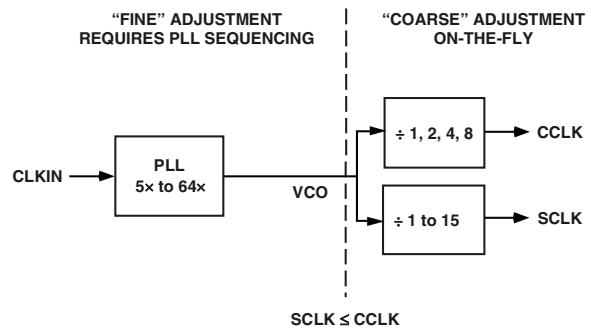 “FINE” ADJUSTMENT
REQUIRES PLL SEQUENCING
“COARSE” ADJUSTMENT
ON-THE-FLY
CLKIN
PLL
5× to 64×
VCO
÷ 1, 2, 4, 8
CCLK
÷ 1 to 15
SCLK
SCLK ≤ CCLK